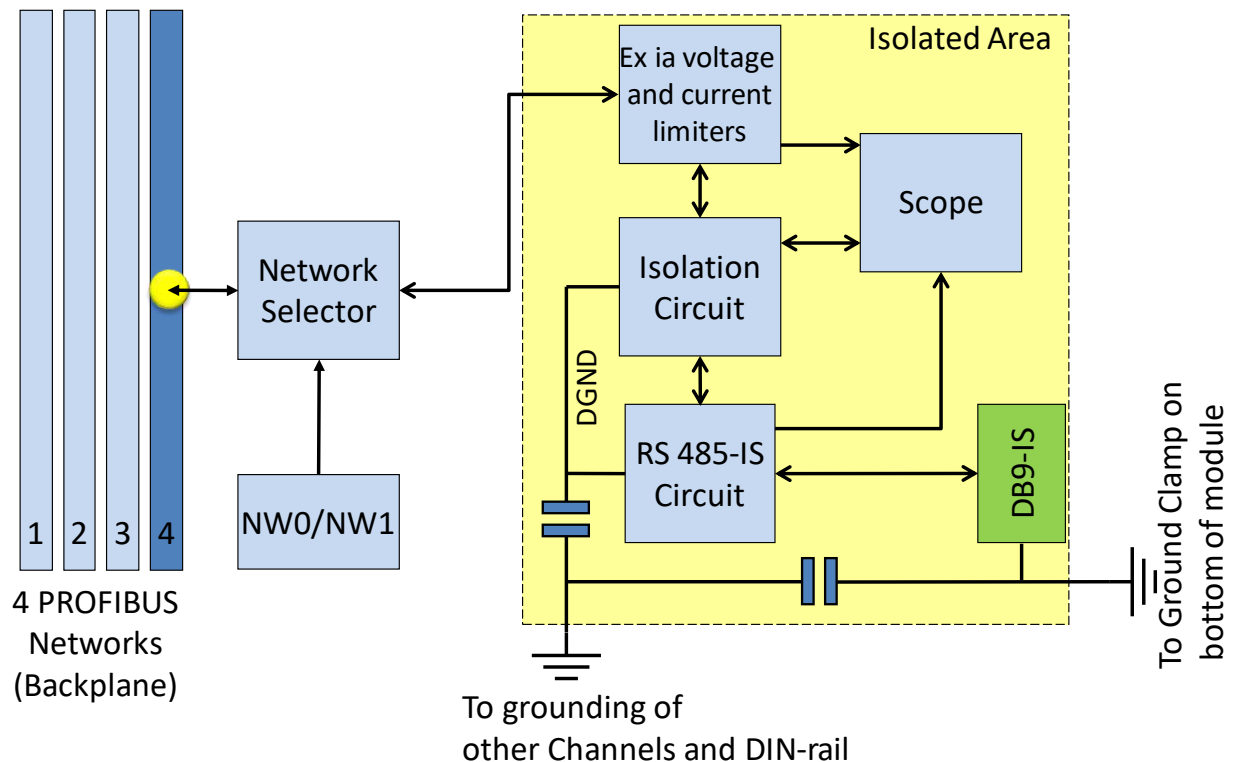 Isolated Area
Ex ia voltage
and current
limiters
Scope
Network
Selector
Isolation
Circuit
DGND
RS 485-IS
Circuit
DB9-IS
NW0/NW1
1 2 3 4
4 PROFIBUS
Networks
(Backplane)
To Ground Clamp on
bottom of module
To grounding of
other Channels and DIN-rail